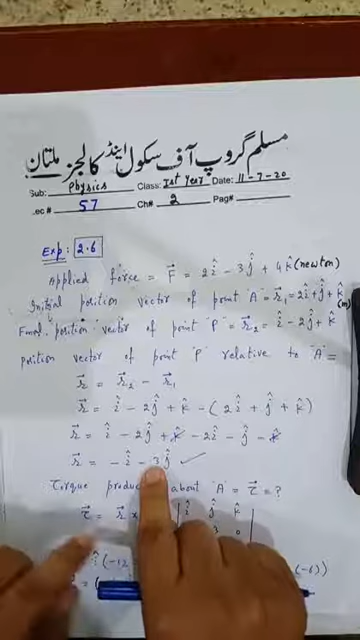 مسلم گروپ آف سکول اینڈ کالجز ملتان
Sub: Physics Class: Ist Year Date: 11-7-20
Lec # 57 Ch# 2 Pag#
Exp: 2.6
Applied force = F⃗ = 2î - 3ĵ + 4k̂ (newton)
Initial position vector of point "A" = r⃗₁ = 2î + ĵ + k̂ (m)
Final position vector of point "P" = r⃗₂ = î - 2ĵ + k̂
position vector of point "P" relative to "A" =
r⃗ = r⃗₂ - r⃗₁
r⃗ = î - 2ĵ + k̂ - (2î + ĵ + k̂)
r⃗ = î - 2ĵ + k̂ - 2î - ĵ - k̂
r⃗ = -î - 3ĵ ✓
Torque about "A" = τ⃗ = ?
τ⃗ = r⃗ x î ĵ k̂
î(-12 -6)